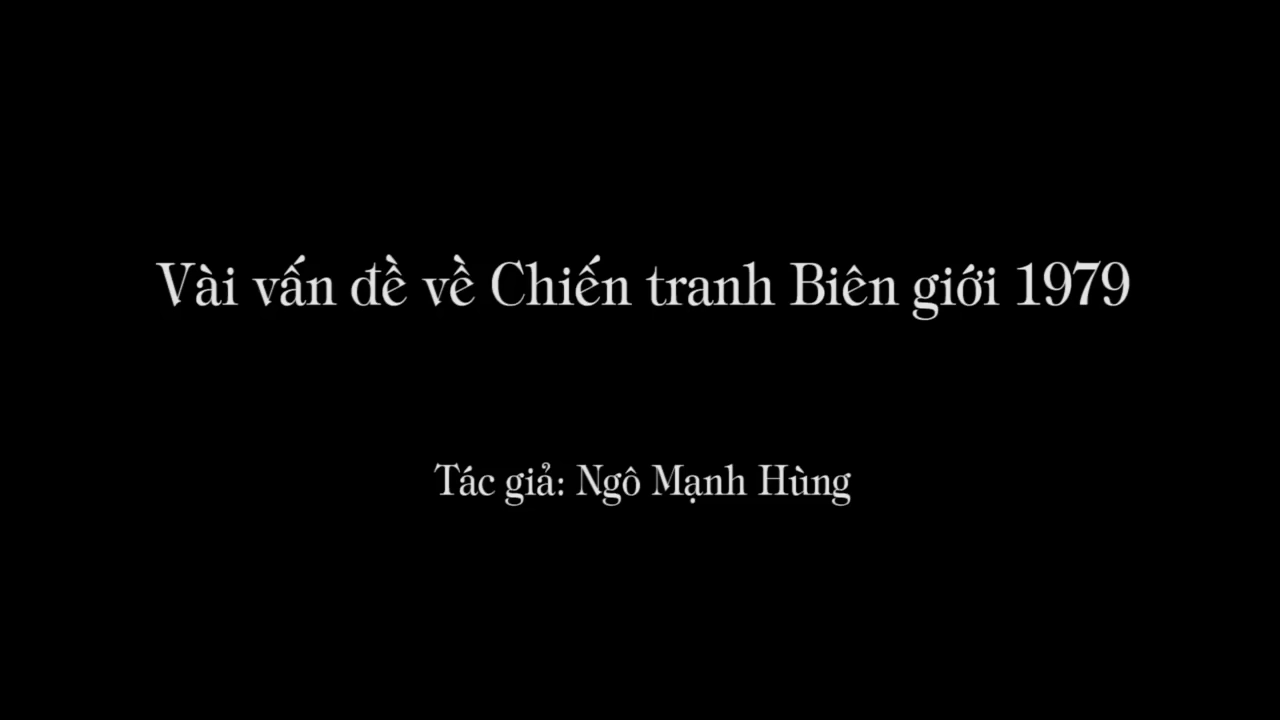 Vài vấn đề về Chiến tranh Biên giới 1979
Tác giả: Ngô Mạnh Hùng